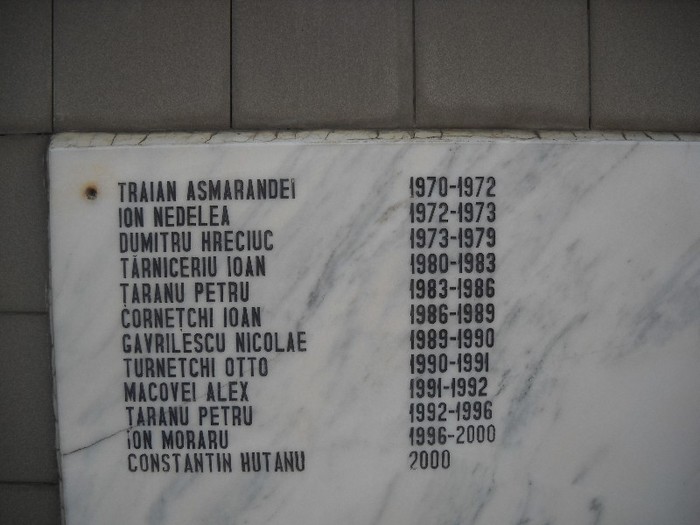 TRAIAN ASMARANDEI 1970-1972
ION NEDELEA 1972-1973
DUMITRU HRECIUC 1973-1979
TĂRNICERIU IOAN 1980-1983
ȚARANU PETRU 1983-1986
CORNEȚCHI IOAN 1986-1989
GAVRILESCU NICOLAE 1989-1990
TURNEȚCHI OTTO 1990-1991
MACOVEI ALEX 1991-1992
ȚARANU PETRU 1992-1996
ION MORARU 1996-2000
CONSTANTIN HUTANU 2000